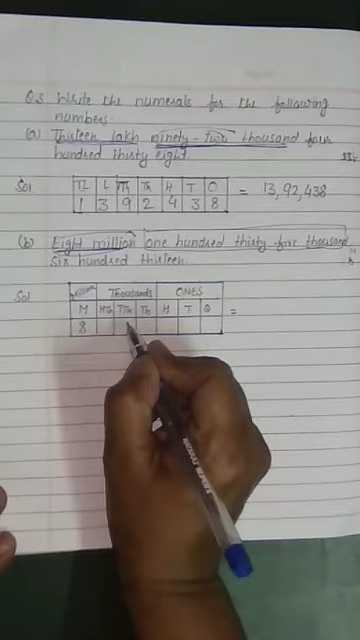 Q.3 Write the numerals for the following
numbers.
(a) Thirteen lakh ninety-two thousand four
hundred thirty eight.
Sol
TL L TTh Th H T O
1 3 9 2 4 3 8 = 13,92,438
(b) Eight million one hundred thirty-five thousand
six hundred thirteen.
Sol
Thousands ONES
M HTh TTh Th H T O =
8